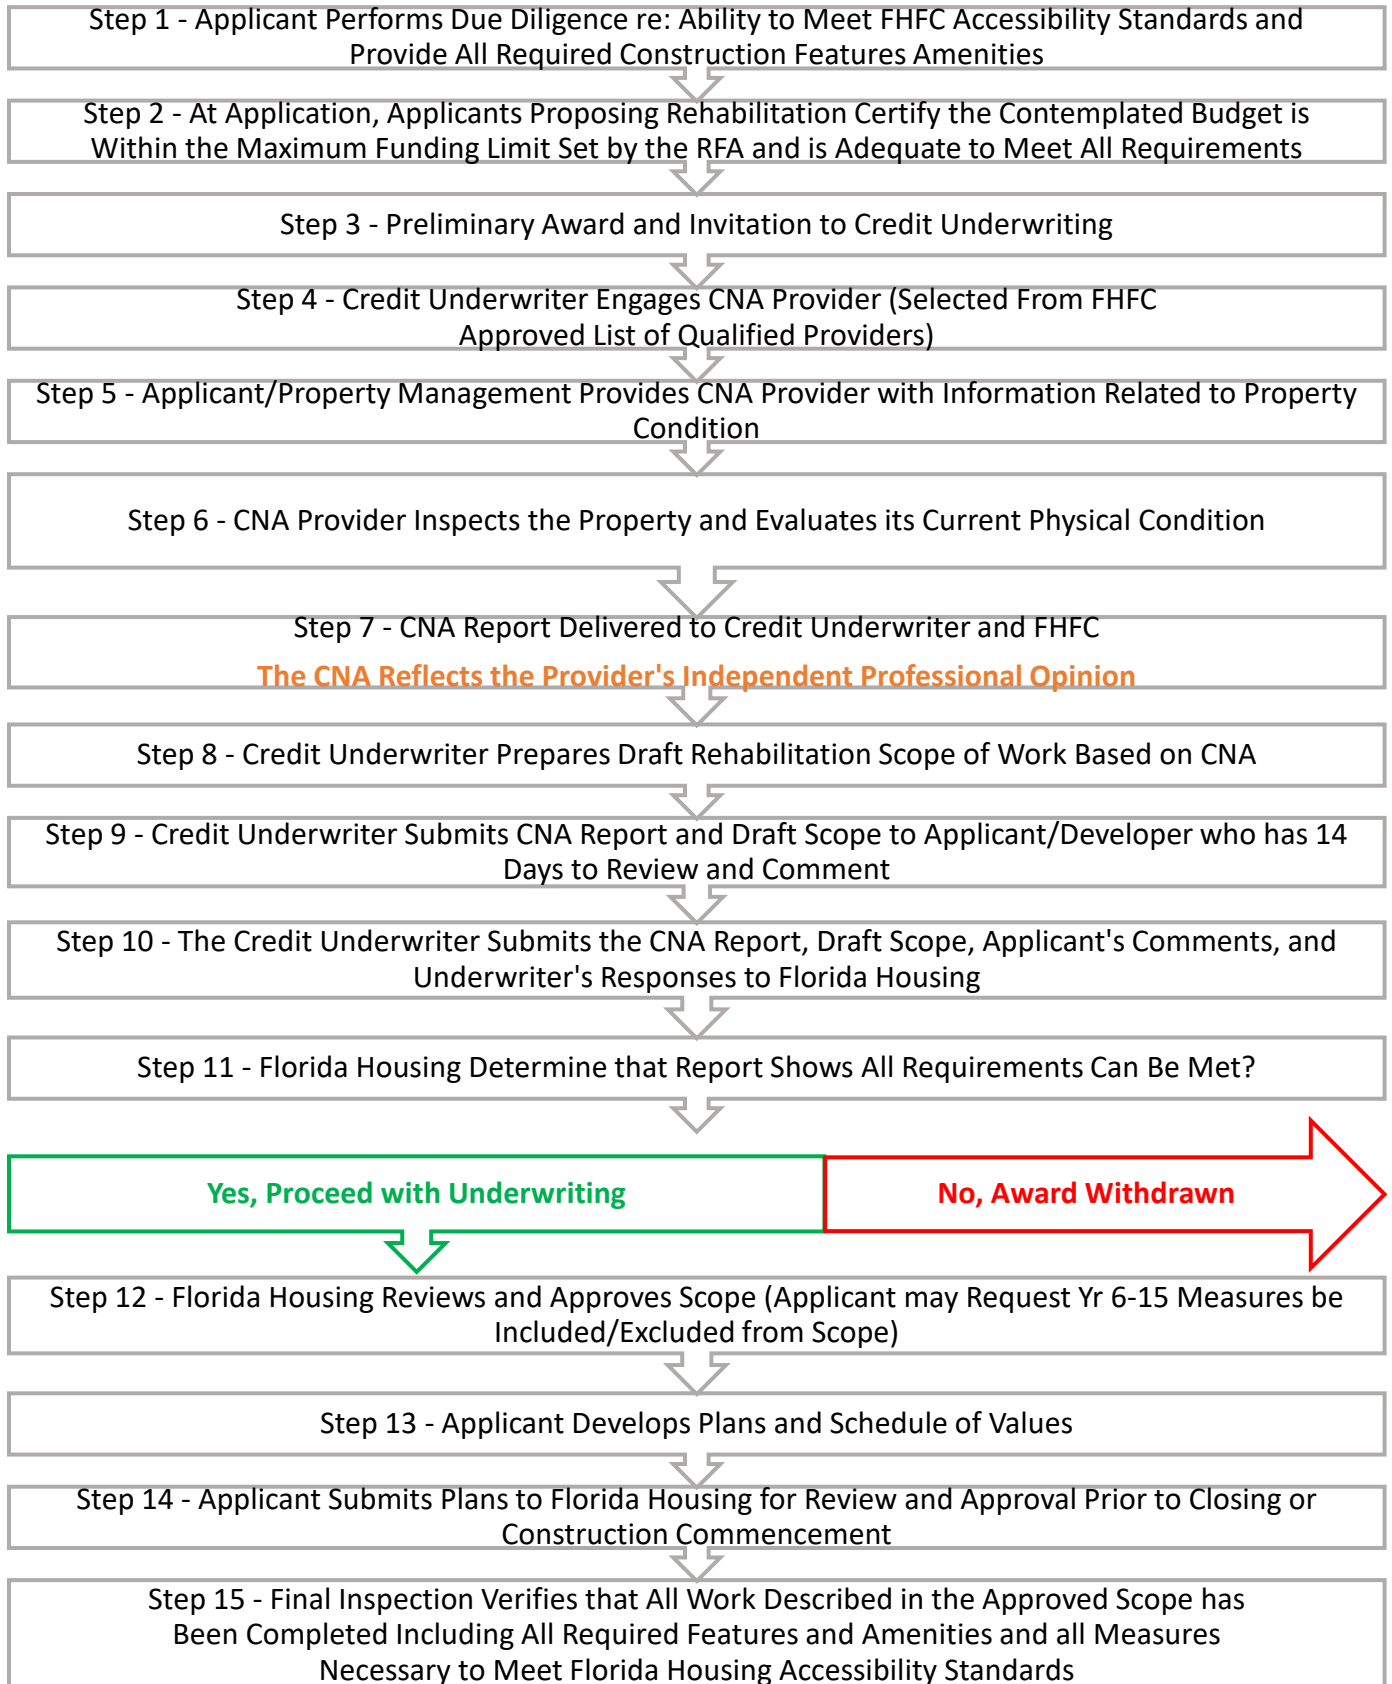 Step 1 - Applicant Performs Due Diligence re: Ability to Meet FHFC Accessibility Standards and
Provide All Required Construction Features Amenities
Step 2 - At Application, Applicants Proposing Rehabilitation Certify the Contemplated Budget is
Within the Maximum Funding Limit Set by the RFA and is Adequate to Meet All Requirements
Step 3 - Preliminary Award and Invitation to Credit Underwriting
Step 4 - Credit Underwriter Engages CNA Provider (Selected From FHFC
Approved List of Qualified Providers)
Step 5 - Applicant/Property Management Provides CNA Provider with Information Related to Property
Condition
Step 6 - CNA Provider Inspects the Property and Evaluates its Current Physical Condition
Step 7 - CNA Report Delivered to Credit Underwriter and FHFC
The CNA Reflects the Provider's Independent Professional Opinion
Step 8 - Credit Underwriter Prepares Draft Rehabilitation Scope of Work Based on CNA
Step 9 - Credit Underwriter Submits CNA Report and Draft Scope to Applicant/Developer who has 14
Days to Review and Comment
Step 10 - The Credit Underwriter Submits the CNA Report, Draft Scope, Applicant's Comments, and
Underwriter's Responses to Florida Housing
Step 11 - Florida Housing Determine that Report Shows All Requirements Can Be Met?
Yes, Proceed with Underwriting
No, Award Withdrawn
Step 12 - Florida Housing Reviews and Approves Scope (Applicant may Request Yr 6-15 Measures be
Included/Excluded from Scope)
Step 13 - Applicant Develops Plans and Schedule of Values
Step 14 - Applicant Submits Plans to Florida Housing for Review and Approval Prior to Closing or
Construction Commencement
Step 15 - Final Inspection Verifies that All Work Described in the Approved Scope has
Been Completed Including All Required Features and Amenities and all Measures
Necessary to Meet Florida Housing Accessibility Standards